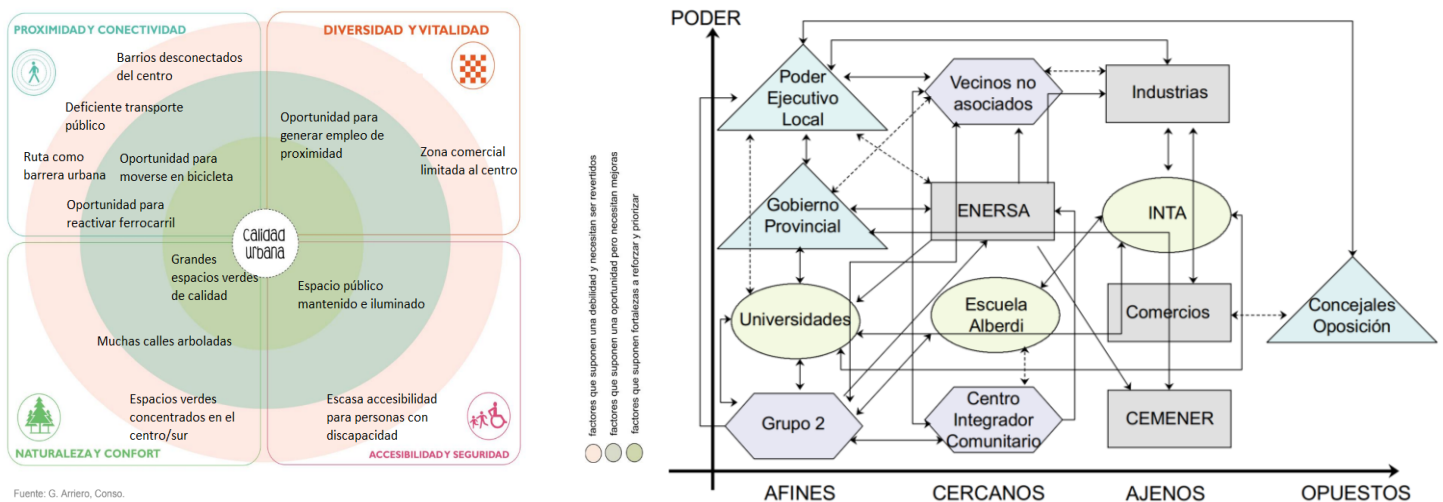 PROXIMIDAD Y CONECTIVIDAD
DIVERSIDAD Y VITALIDAD
Barrios desconectados
del centro
Deficiente transporte
público
Ruta como
barrera urbana
Oportunidad para
moverse en bicicleta
Oportunidad para
reactivar ferrocarril
Oportunidad para
generar empleo de
proximidad
Zona comercial
limitada al centro
calidad
urbana
Grandes
espacios verdes
de calidad
Espacio público
mantenido e iluminado
Muchas calles arboladas
Espacios verdes
concentrados en el
centro/sur
Escasa accesibilidad
para personas con
discapacidad
NATURALEZA Y CONFORT
ACCESIBILIDAD Y SEGURIDAD
Fuente: G. Arriero, Conso.
factores que suponen una debilidad y necesitan ser revertidos
factores que suponen una oportunidad pero necesitan mejoras
factores que suponen fortalezas a reforzar y priorizar
PODER
Poder
Ejecutivo
Local
Vecinos no
asociados
Industrias
Gobierno
Provincial
ENERSA
INTA
Universidades
Escuela
Alberdi
Comercios
Concejales
Oposición
Grupo 2
Centro
Integrador
Comunitario
CEMENER
AFINES
CERCANOS
AJENOS
OPUESTOS